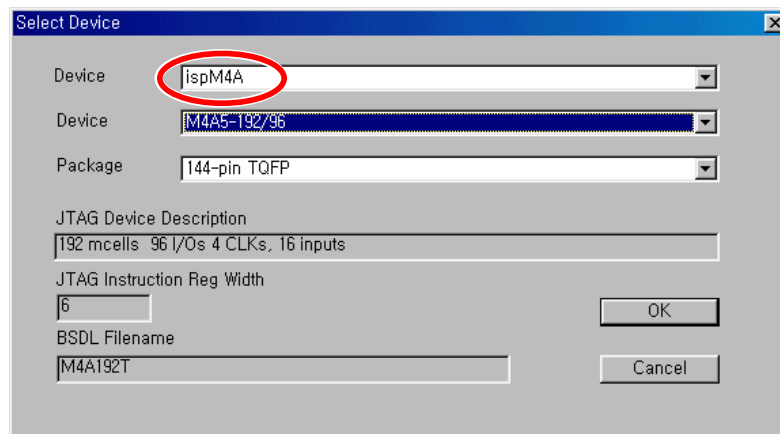 Select Device
Device ispM4A
Device M4A5-192/96
Package 144-pin TQFP
JTAG Device Description
192 mcells 96 I/Os 4 CLKs, 16 inputs
JTAG Instruction Reg Width
6
OK
BSDL Filename
M4A192T
Cancel